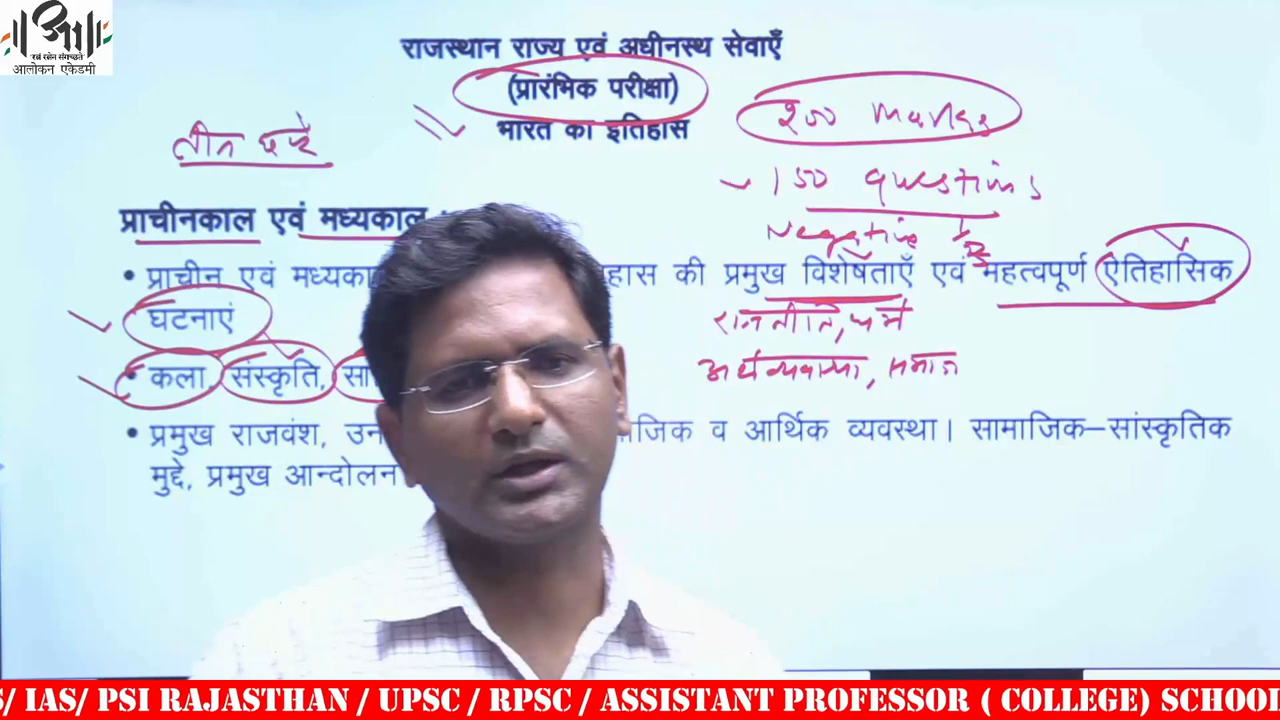 आलोकन एकेडमी
राजस्थान राज्य एवं अधीनस्थ सेवाएँ
(प्रारंभिक परीक्षा)
भारत का इतिहास
200 Marks
150 questions
Negative 1/3
प्राचीनकाल एवं मध्यकाल
• प्राचीन एवं मध्यका हास की प्रमुख विशेषताएँ एवं महत्वपूर्ण ऐतिहासिक
घटनाएं
राजनीति, धर्म
• कला, संस्कृति, सा
अर्थव्यवस्था, समाज
• प्रमुख राजवंश, उन जिक व आर्थिक व्यवस्था। सामाजिक–सांस्कृतिक
मुद्दे, प्रमुख आन्दोलन
S/ IAS/ PSI RAJASTHAN / UPSC / RPSC / ASSISTANT PROFESSOR ( COLLEGE) SCHOOL